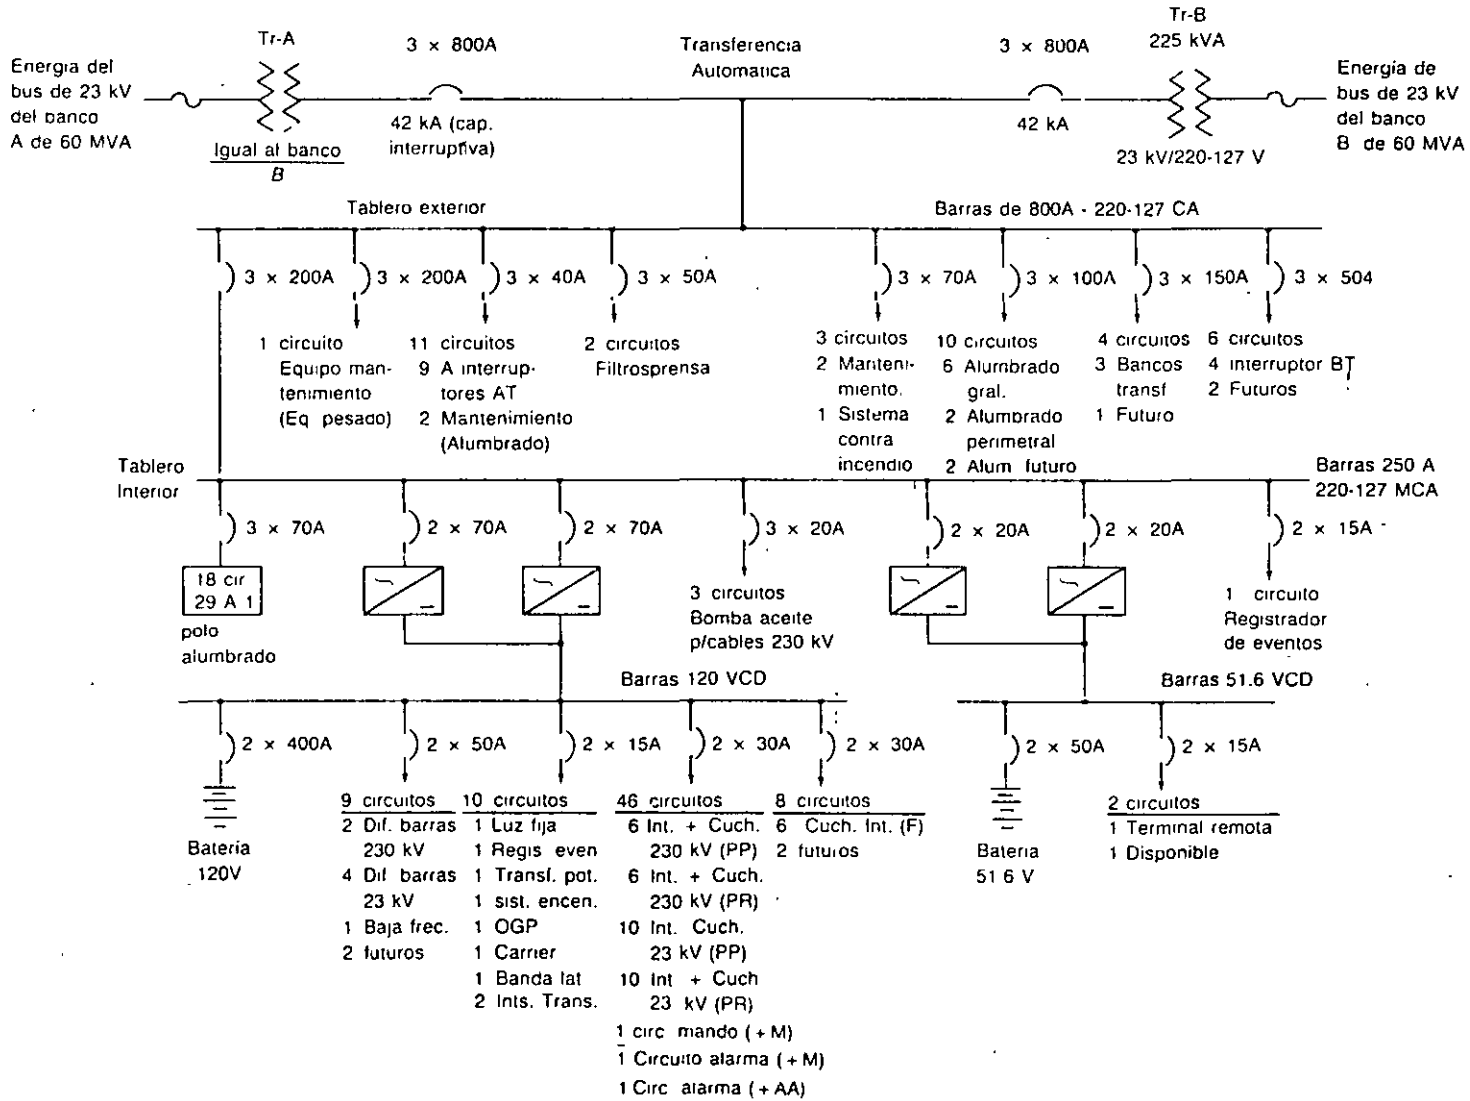 Tr-A
3 × 800A
Transferencia
Automatica
3 × 800A
Tr-B
225 kVA
Energia del
bus de 23 kV
del banco
A de 60 MVA
Igual al banco
B
42 kA (cap.
interruptiva)
42 kA
23 kV/220-127 V
Energía de
bus de 23 kV
del banco
B de 60 MVA
Tablero exterior
Barras de 800A - 220-127 CA
3 × 200A
3 × 200A
3 × 40A
3 × 50A
3 × 70A
3 × 100A
3 × 150A
3 × 504
1 circuito
Equipo man-
tenimiento
(Eq pesado)
11 circuitos
9 A interrup-
tores AT
2 Mantenimiento
(Alumbrado)
2 circuitos
Filtrosprensa
3 circuitos
2 Manteni-
miento.
1 Sistema
contra
incendio
10 circuitos
6 Alumbrado
gral.
2 Alumbrado
perimetral
2 Alum futuro
4 circuitos
3 Bancos
transf
1 Futuro
6 circuitos
4 interruptor BT
2 Futuros
Tablero
Interior
Barras 250 A
220-127 MCA
3 × 70A
2 × 70A
2 × 70A
3 × 20A
2 × 20A
2 × 20A
2 × 15A
18 cir
29 A 1
polo
alumbrado
3 circuitos
Bomba aceite
p/cables 230 kV
1 circuito
Registrador
de eventos
Barras 120 VCD
Barras 51.6 VCD
2 × 400A
2 × 50A
2 × 15A
2 × 30A
2 × 30A
2 × 50A
2 × 15A
Batería
120V
9 circuitos
2 Dif. barras
230 kV
4 Dif barras
23 kV
1 Baja frec.
2 futuros
10 circuitos
1 Luz fija
1 Regis even
1 Transf. pot.
1 sist. encen.
1 OGP
1 Carrier
1 Banda lat
2 Ints. Trans.
46 circuitos
6 Int. + Cuch.
230 kV (PP)
6 Int. + Cuch.
230 kV (PR)
10 Int. Cuch.
23 kV (PP)
10 Int + Cuch
23 kV (PR)
1 circ mando (+ M)
1 Circuito alarma (+ M)
1 Circ alarma (+ AA)
8 circuitos
6 Cuch. Int. (F)
2 futuros
Bateria
51 6 V
2 circuitos
1 Terminal remota
1 Disponible